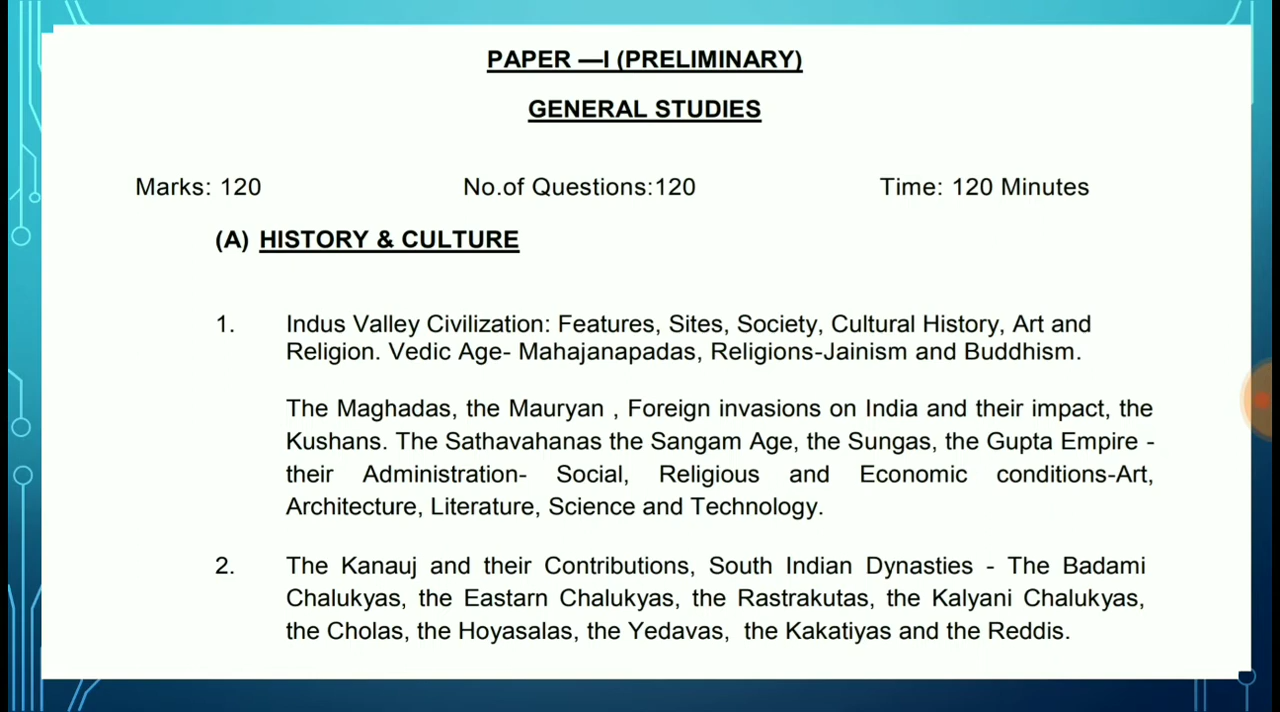 PAPER —I (PRELIMINARY)
GENERAL STUDIES
Marks: 120 No.of Questions:120 Time: 120 Minutes
(A) HISTORY & CULTURE
1. Indus Valley Civilization: Features, Sites, Society, Cultural History, Art and
Religion. Vedic Age- Mahajanapadas, Religions-Jainism and Buddhism.
The Maghadas, the Mauryan , Foreign invasions on India and their impact, the
Kushans. The Sathavahanas the Sangam Age, the Sungas, the Gupta Empire -
their Administration- Social, Religious and Economic conditions-Art,
Architecture, Literature, Science and Technology.
2. The Kanauj and their Contributions, South Indian Dynasties - The Badami
Chalukyas, the Eastarn Chalukyas, the Rastrakutas, the Kalyani Chalukyas,
the Cholas, the Hoyasalas, the Yedavas, the Kakatiyas and the Reddis.